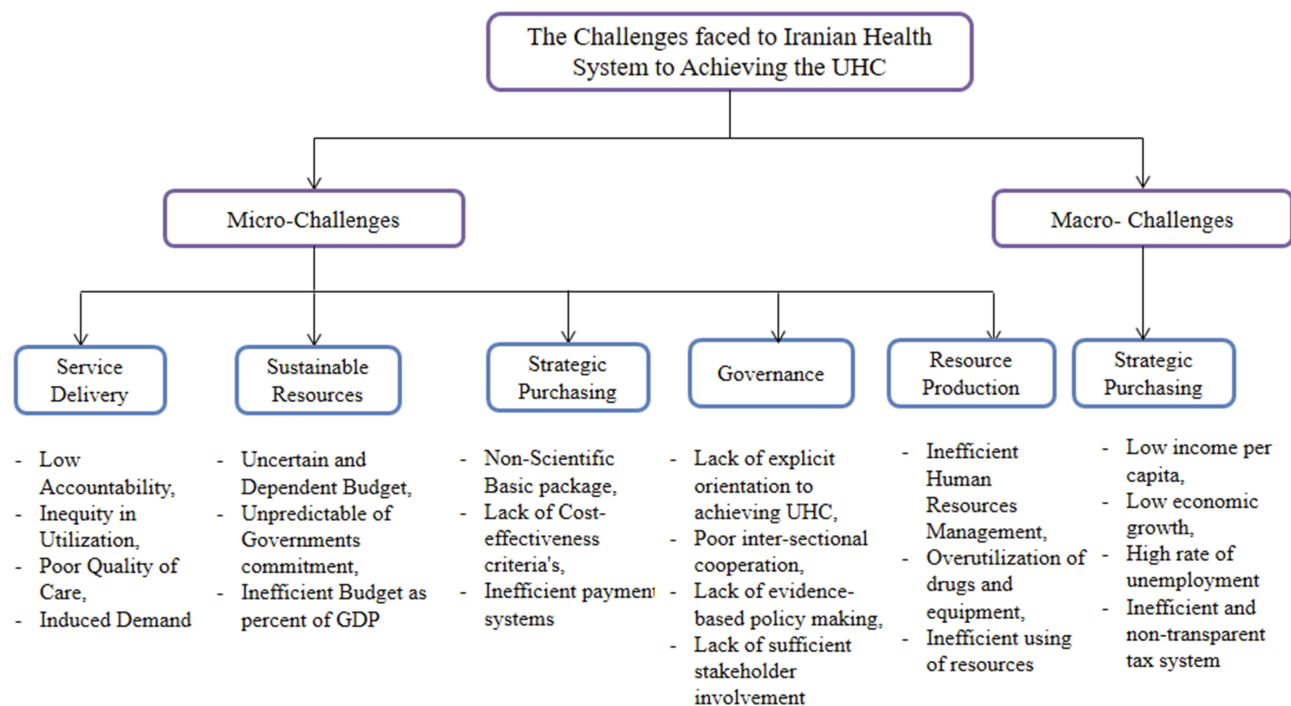 The Challenges faced to Iranian Health
System to Achieving the UHC
Micro-Challenges
Macro- Challenges
Service
Delivery
Sustainable
Resources
Strategic
Purchasing
Governance
Resource
Production
Strategic
Purchasing
- Low
Accountability,
- Inequity in
Utilization,
- Poor Quality of
Care,
- Induced Demand
- Uncertain and
Dependent Budget,
- Unpredictable of
Governments
commitment,
- Inefficient Budget as
percent of GDP
- Non-Scientific
Basic package,
- Lack of Cost-
effectiveness
criteria's,
- Inefficient payment
systems
- Lack of explicit
orientation to
achieving UHC,
- Poor inter-sectional
cooperation,
- Lack of evidence-
based policy making,
- Lack of sufficient
stakeholder
involvement
- Inefficient
Human
Resources
Management,
- Overutilization of
drugs and
equipment,
- Inefficient using
of resources
- Low income per
capita,
- Low economic
growth,
- High rate of
unemployment
- Inefficient and
non-transparent
tax system